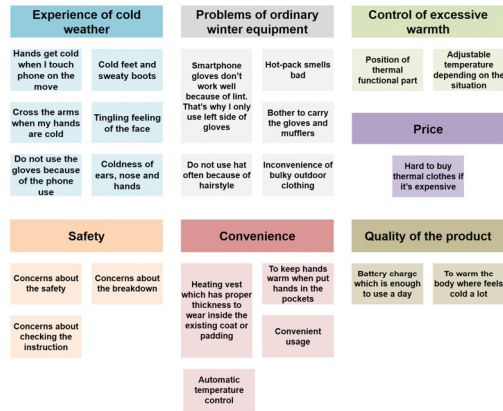 Experience of cold
weather
Hands get cold
when I touch
phone on the
move
Cold feet and
sweaty boots
Cross the arms
when my hands
are cold
Tingling feeling
of the face
Do not use the
gloves because
of the phone
use
Coldness of
ears, nose and
hands
Problems of ordinary
winter equipment
Smartphone
gloves don't
work well
because of lint.
That's why I only
use left side of
gloves
Hot-pack smells
bad
Bother to carry
the gloves and
mufflers
Do not use hat
often because of
hairstyle
Inconvenience of
bulky outdoor
clothing
Control of excessive
warmth
Position of
thermal
functional part
Adjustable
temperature
depending on the
situation
Price
Hard to buy
thermal clothes if
it's expensive
Safety
Concerns about
the safety
Concerns about
the breakdown
Concerns about
checking the
instruction
Convenience
Heating vest
which has proper
thickness to
wear inside the
existing coat or
padding
To keep hands
warm when put
hands in the
pockets
Convenient
usage
Automatic
temperature
control
Quality of the product
Battery charge
which is enough
to use a day
To warm the
body where feels
cold a lot